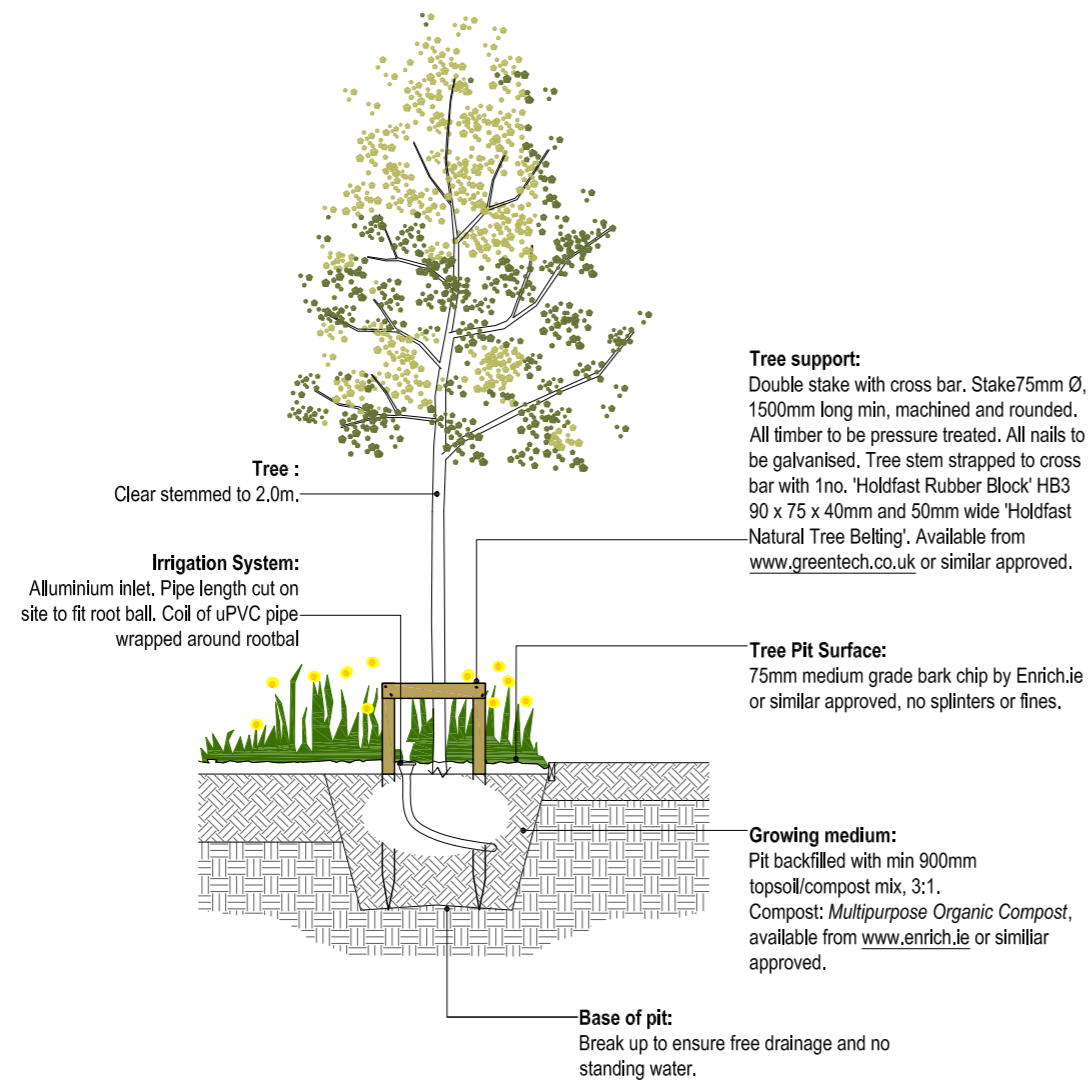 Tree support:
Double stake with cross bar. Stake75mm Ø,
1500mm long min, machined and rounded.
All timber to be pressure treated. All nails to
be galvanised. Tree stem strapped to cross
bar with 1no. 'Holdfast Rubber Block' HB3
90 x 75 x 40mm and 50mm wide 'Holdfast
Natural Tree Belting'. Available from
www.greentech.co.uk or similar approved.
Tree :
Clear stemmed to 2.0m.
Irrigation System:
Alluminium inlet. Pipe length cut on
site to fit root ball. Coil of uPVC pipe
wrapped around rootbal
Tree Pit Surface:
75mm medium grade bark chip by Enrich.ie
or similar approved, no splinters or fines.
Growing medium:
Pit backfilled with min 900mm
topsoil/compost mix, 3:1.
Compost: Multipurpose Organic Compost,
available from www.enrich.ie or similiar
approved.
Base of pit:
Break up to ensure free drainage and no
standing water.